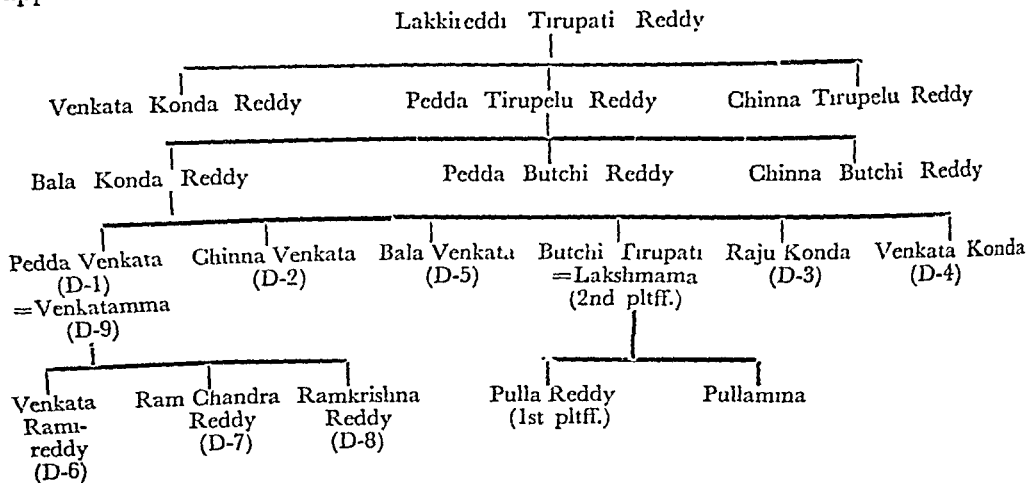 Lakkireddi Tirupati Reddy
Venkata Konda Reddy Pedda Tirupelu Reddy Chinna Tirupelu Reddy
Bala Konda Reddy Pedda Butchi Reddy Chinna Butchi Reddy
Pedda Venkata Chinna Venkata Bala Venkata Butchi Tirupati Raju Konda Venkata Konda
(D-1) (D-2) (D-5) =Lakshmama (D-3) (D-4)
=Venkatamma (2nd pltff.)
(D-9)
Venkata Ram Chandra Ramkrishna Pulla Reddy Pullamma
Rami- Reddy Reddy (1st pltff.)
reddy (D-7) (D-8)
(D-6)